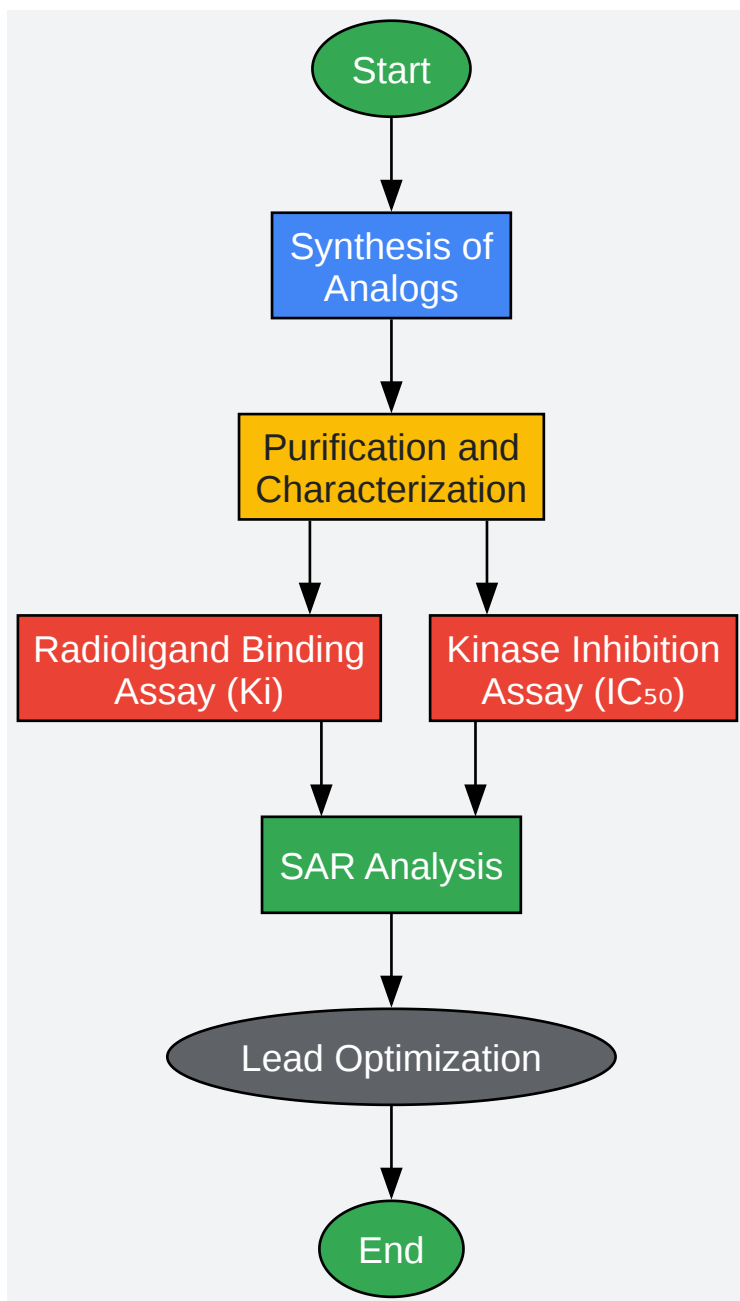 Start
Synthesis of
Analogs
Purification and
Characterization
Radioligand Binding
Assay (Ki)
Kinase Inhibition
Assay (IC₅₀)
SAR Analysis
Lead Optimization
End